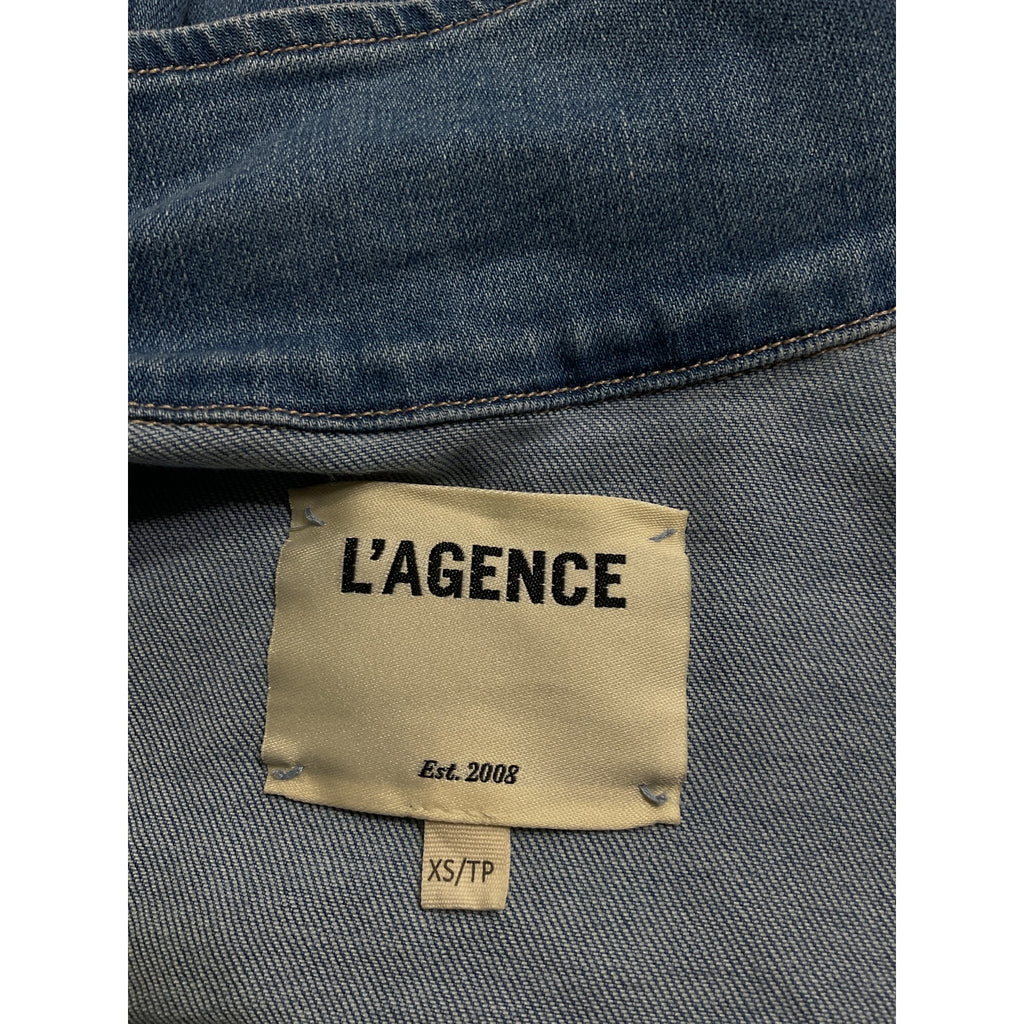 L'AGENCE
Est. 2008
XS/TP